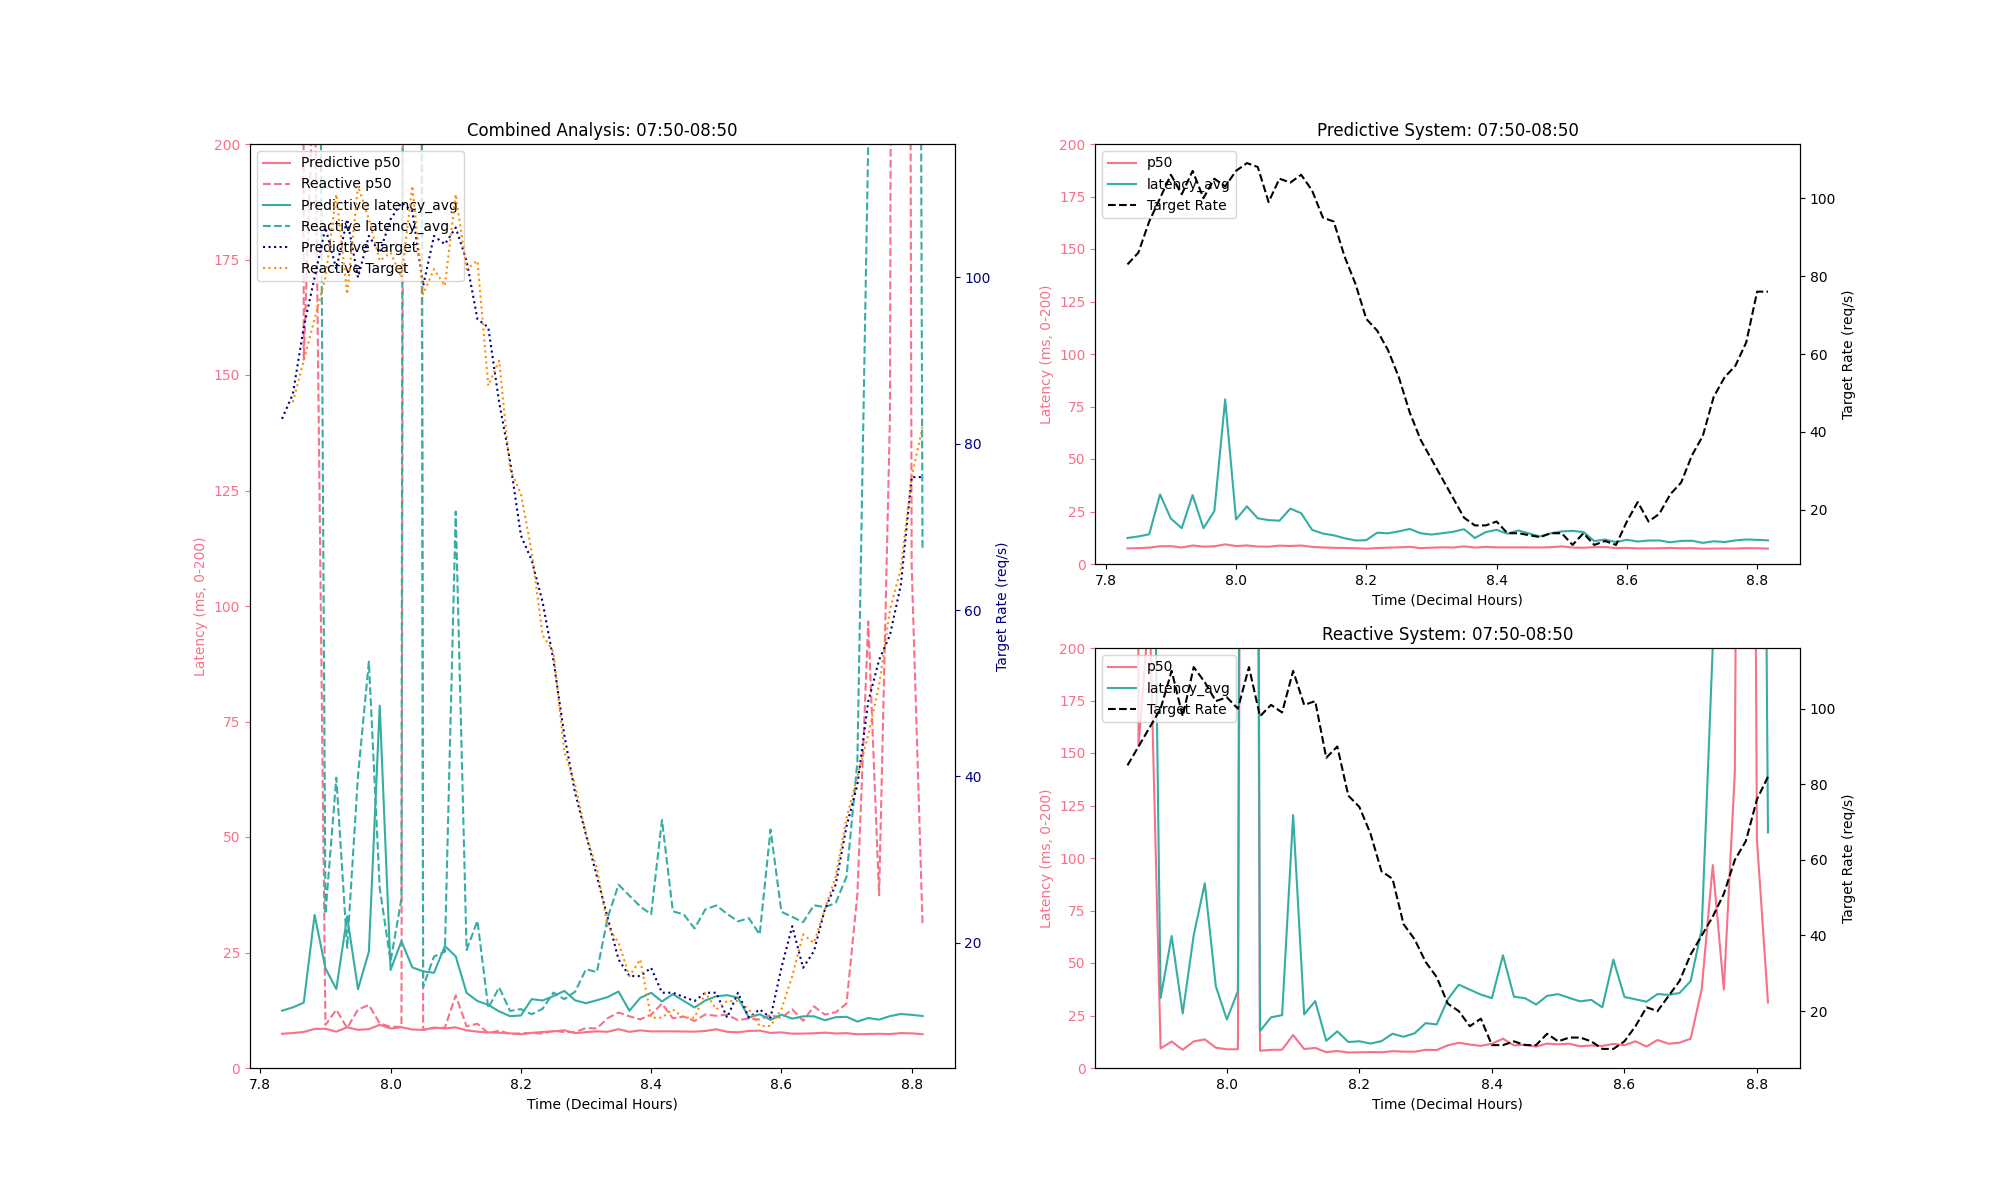 Combined Analysis: 07:50-08:50
200
175
150
125
100
75
50
25
0
Latency (ms, 0-200)
Predictive p50
Reactive p50
Predictive latency_avg
Reactive latency_avg
Predictive Target
Reactive Target
100
80
60
40
20
Target Rate (req/s)
7.8 8.0 8.2 8.4 8.6 8.8
Time (Decimal Hours)
Predictive System: 07:50-08:50
200
175
150
125
100
75
50
25
0
Latency (ms, 0-200)
p50
latency_avg
Target Rate
100
80
60
40
20
Target Rate (req/s)
7.8 8.0 8.2 8.4 8.6 8.8
Time (Decimal Hours)
Reactive System: 07:50-08:50
200
175
150
125
100
75
50
25
0
Latency (ms, 0-200)
p50
latency_avg
Target Rate
100
80
60
40
20
Target Rate (req/s)
8.0 8.2 8.4 8.6 8.8
Time (Decimal Hours)